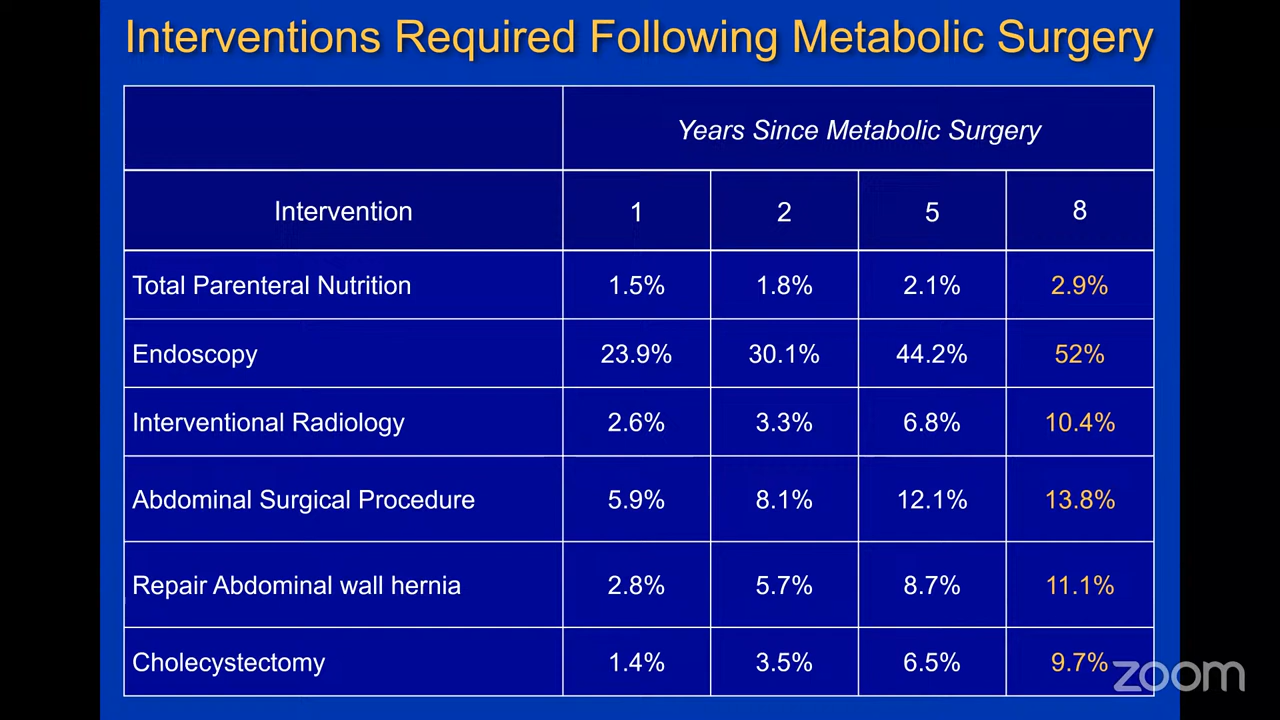 Interventions Required Following Metabolic Surgery
Years Since Metabolic Surgery
Intervention 1 2 5 8
Total Parenteral Nutrition 1.5% 1.8% 2.1% 2.9%
Endoscopy 23.9% 30.1% 44.2% 52%
Interventional Radiology 2.6% 3.3% 6.8% 10.4%
Abdominal Surgical Procedure 5.9% 8.1% 12.1% 13.8%
Repair Abdominal wall hernia 2.8% 5.7% 8.7% 11.1%
Cholecystectomy 1.4% 3.5% 6.5% 9.7%
zoom